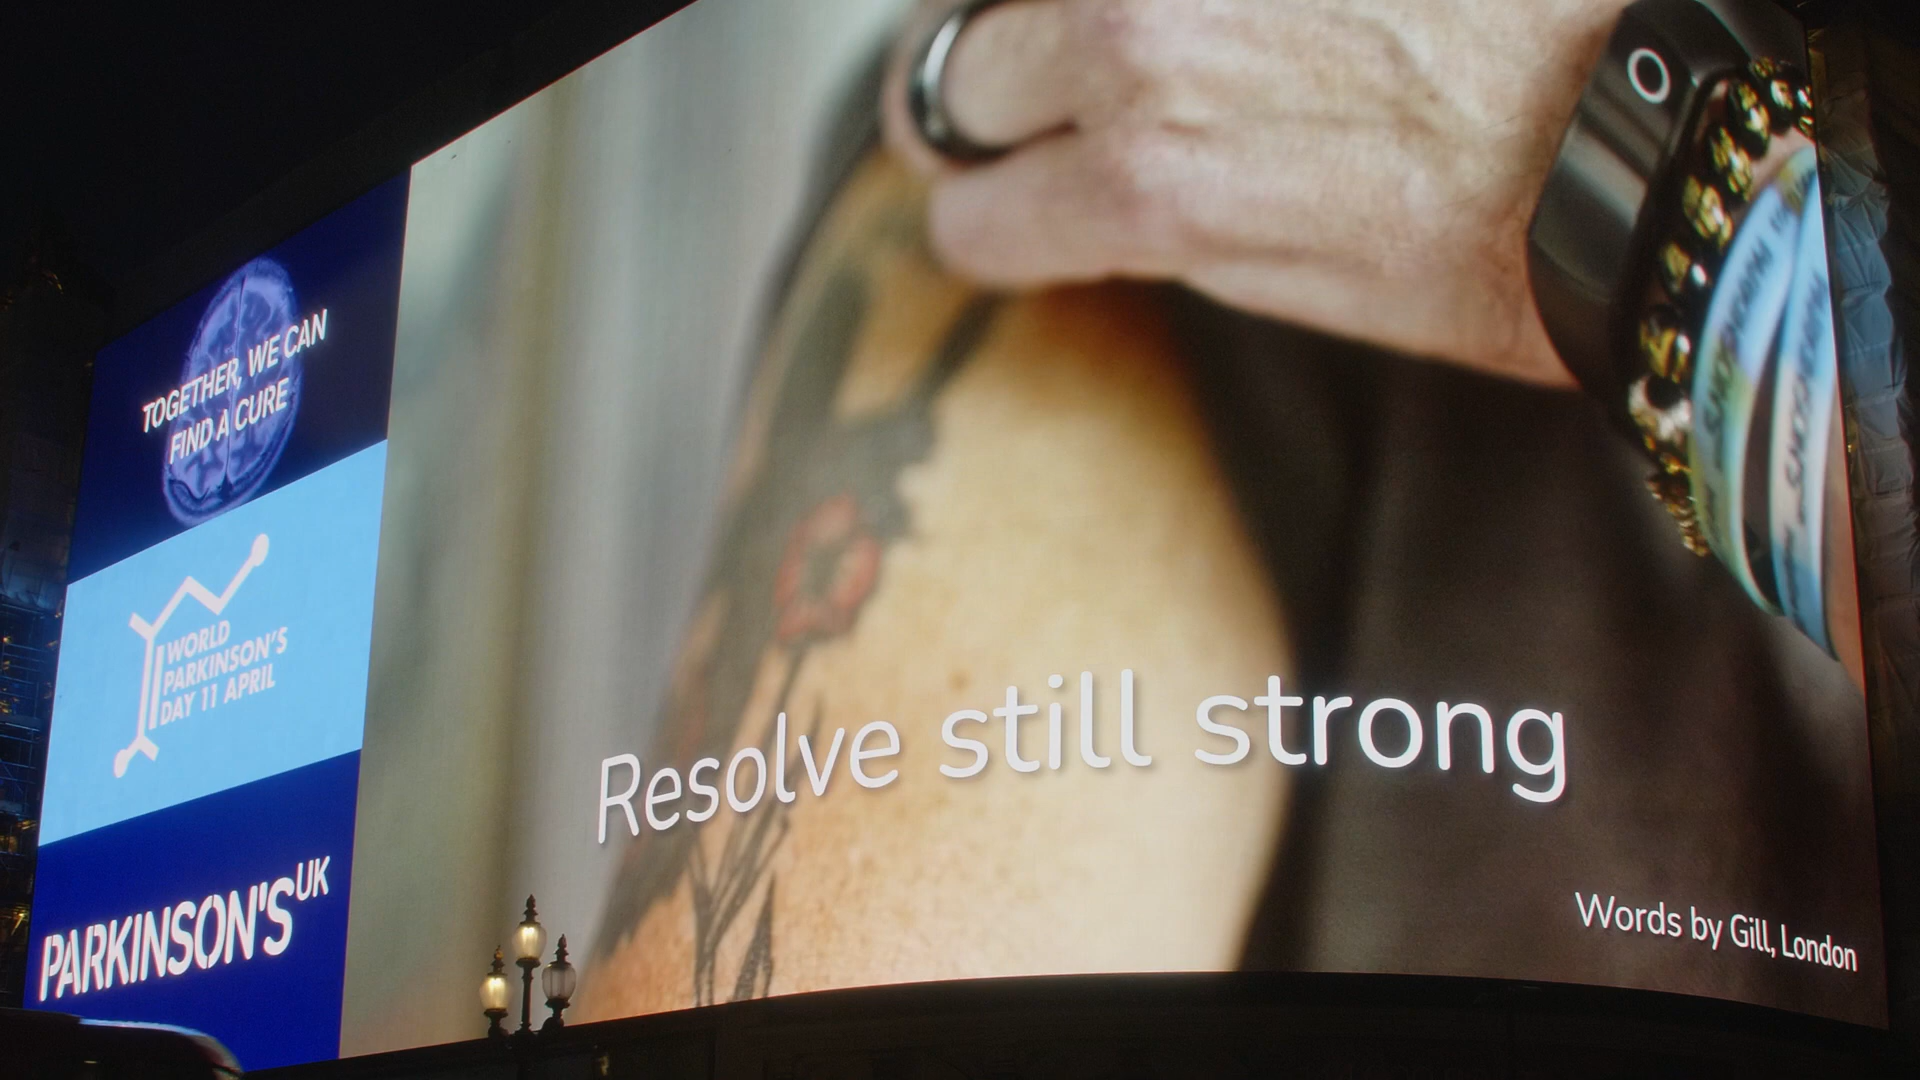 TOGETHER, WE CAN
FIND A CURE
WORLD
PARKINSON'S
DAY 11 APRIL
PARKINSON'S UK
Resolve still strong
Words by Gill, London